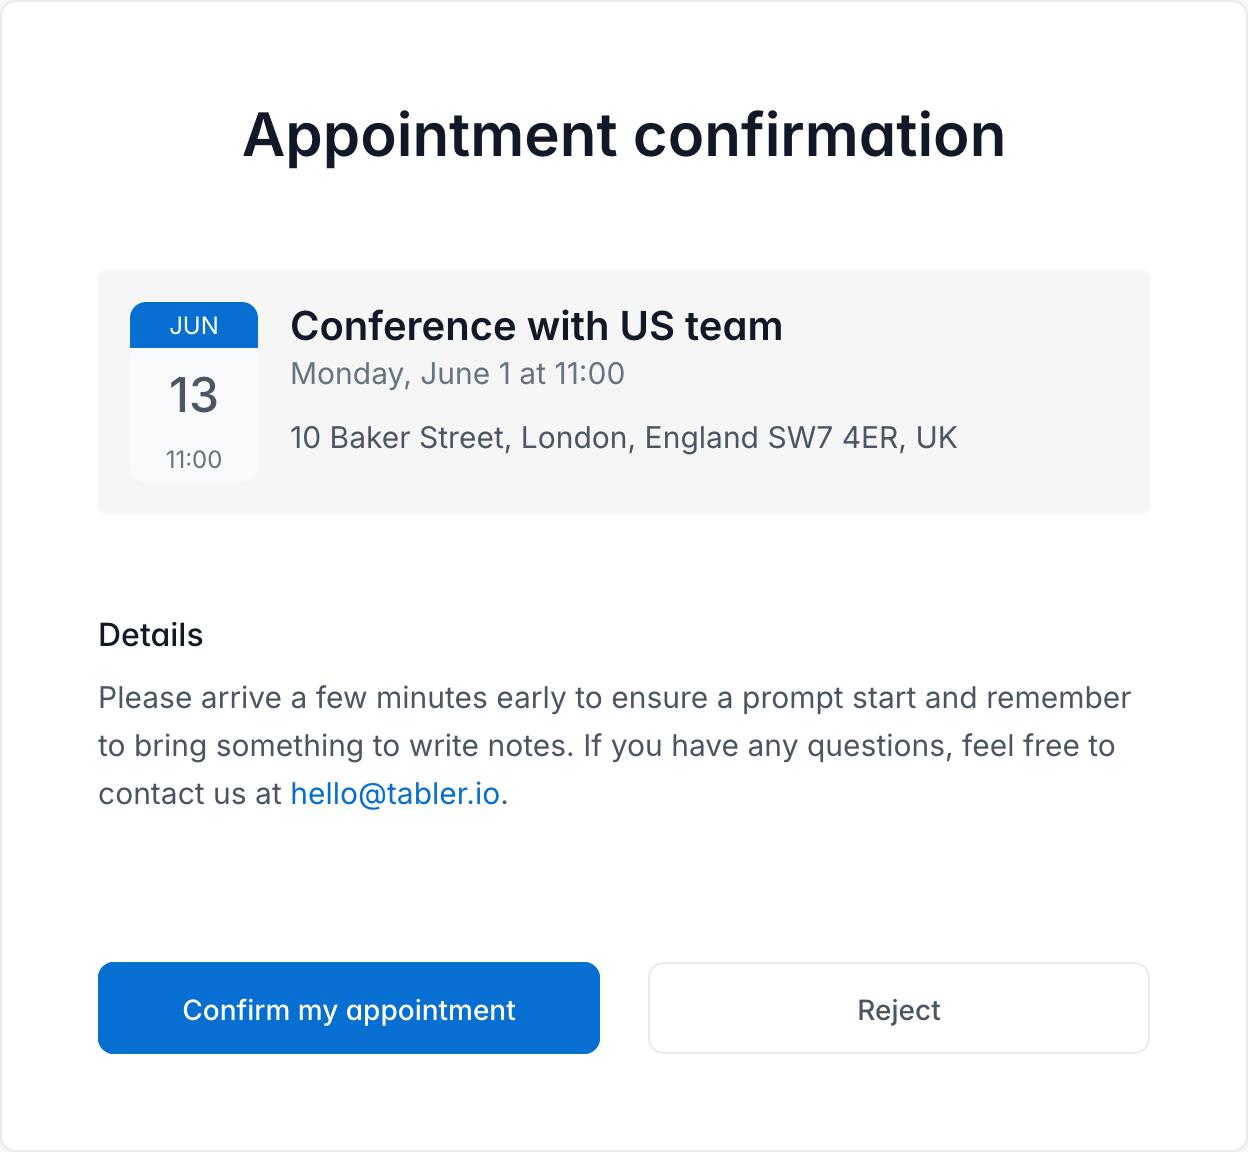 Appointment confirmation
JUN
13
11:00
Conference with US team
Monday, June 1 at 11:00
10 Baker Street, London, England SW7 4ER, UK
Details
Please arrive a few minutes early to ensure a prompt start and remember
to bring something to write notes. If you have any questions, feel free to
contact us at hello@tabler.io.
Confirm my appointment
Reject